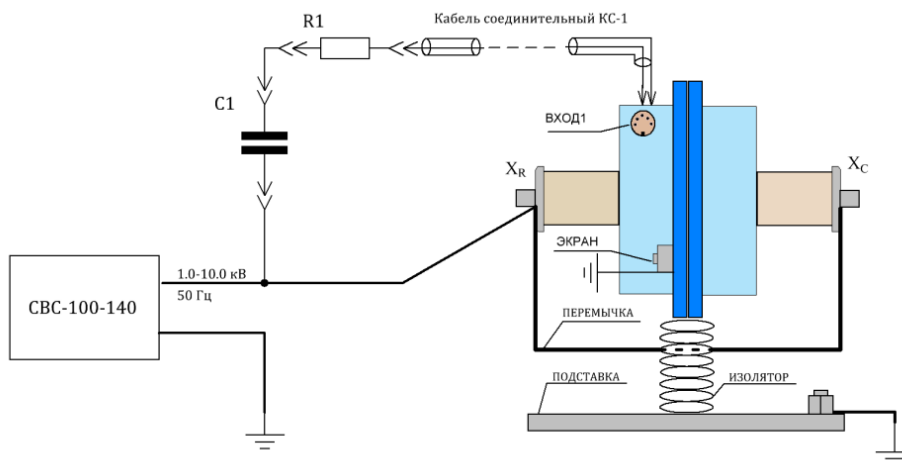 Кабель соединительный КС-1
R1
C1
ВХОД1
X_R
X_C
ЭКРАН
1.0-10.0 кВ
50 Гц
СВС-100-140
ПЕРЕМЫЧКА
ПОДСТАВКА
ИЗОЛЯТОР